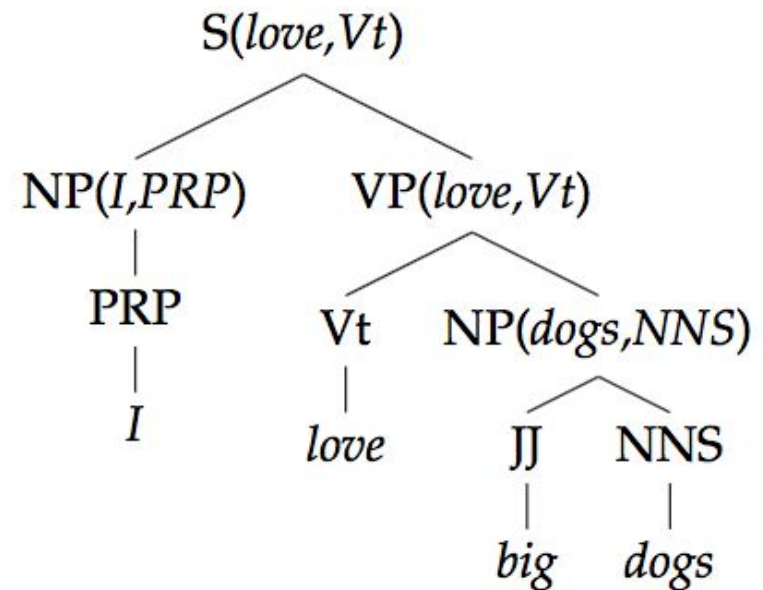 S(love,Vt)
NP(I,PRP) VP(love,Vt)
PRP Vt NP(dogs,NNS)
I love JJ NNS
big dogs